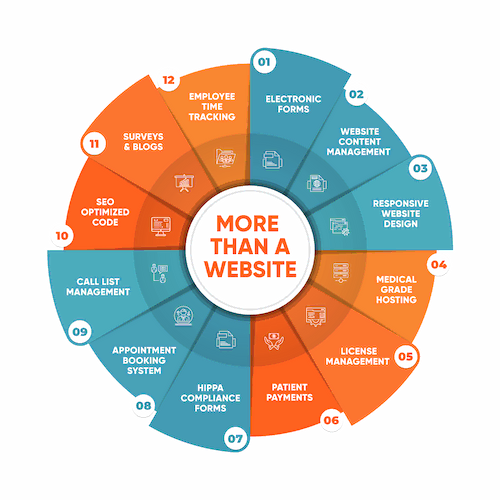 MORE
THAN A
WEBSITE
01
ELECTRONIC
FORMS
02
WEBSITE
CONTENT
MANAGEMENT
03
RESPONSIVE
WEBSITE
DESIGN
04
MEDICAL
GRADE
HOSTING
05
LICENSE
MANAGEMENT
06
PATIENT
PAYMENTS
07
HIPPA
COMPLIANCE
FORMS
08
APPOINTMENT
BOOKING
SYSTEM
09
CALL LIST
MANAGEMENT
10
SEO
OPTIMIZED
CODE
11
SURVEYS
& BLOGS
12
EMPLOYEE
TIME
TRACKING